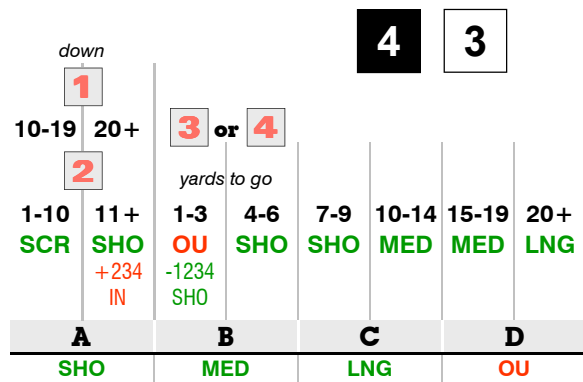 4 3
down
1
10-19 20+ 3 or 4
2 yards to go
1-10 11+ 1-3 4-6 7-9 10-14 15-19 20+
SCR SHO OU SHO SHO MED MED LNG
+234 -1234
IN SHO
A B C D
SHO MED LNG OU